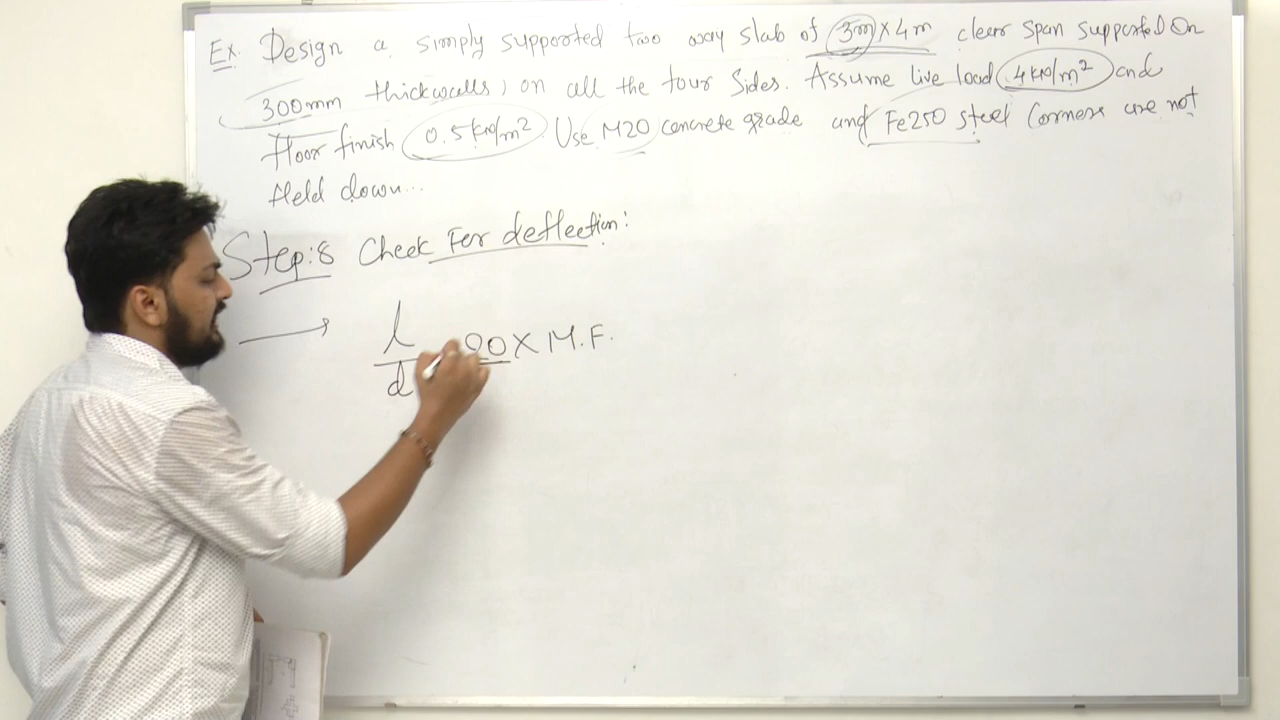 Ex. Design a simply supported two way slab of 3m X 4m clear span supported on
300mm thick walls, on all the four sides. Assume live load 4 kN/m² and
Floor finish 0.5 kN/m² Use M20 concrete grade and Fe250 steel Corners are not
Held down...
Step:8 Check For deflection:
l
20 X M.F.
d